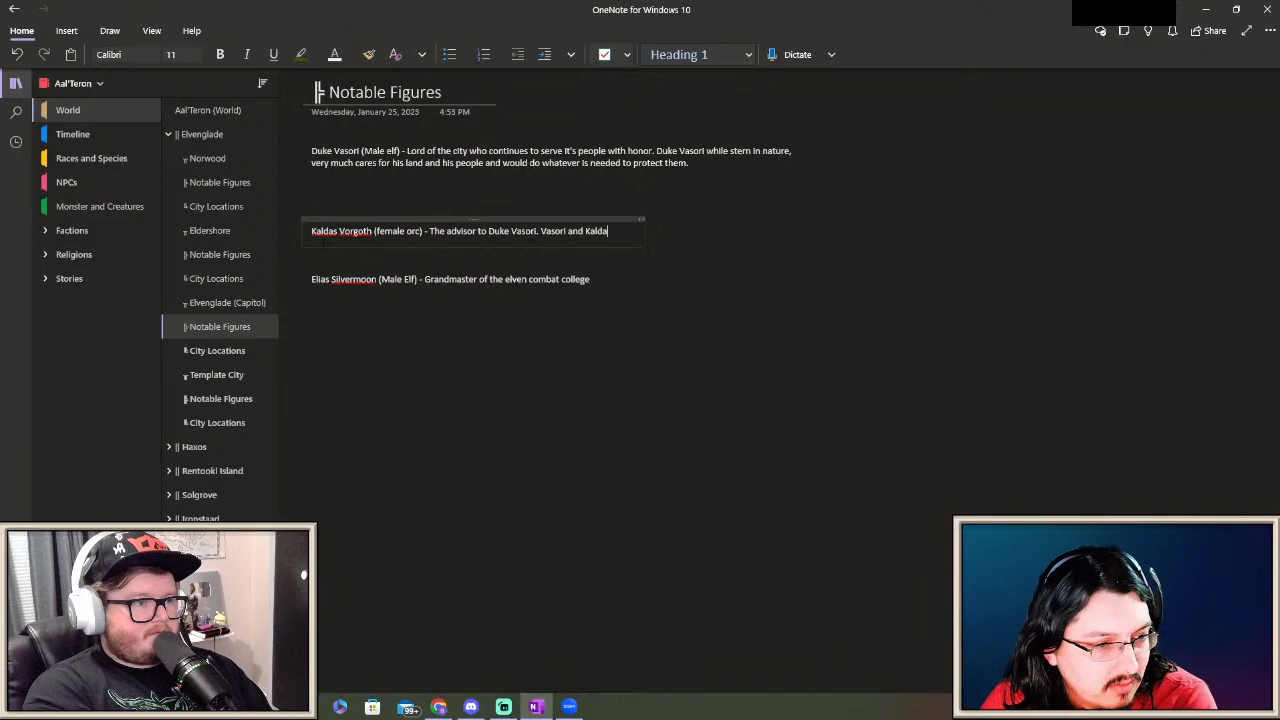 OneNote for Windows 10
Home
Insert
Draw
View
Help
Share
Calibri
11
B
I
U
A
Heading 1
Dictate
Aal'Teron
World
Timeline
Races and Species
NPCs
Monster and Creatures
Factions
Religions
Stories
Aal'Teron (World)
|| Elvenglade
╔ Norwood
╠ Notable Figures
╚ City Locations
╔ Eldershore
╠ Notable Figures
╚ City Locations
╔ Elvenglade (Capitol)
╠ Notable Figures
╚ City Locations
╔ Template City
╠ Notable Figures
╚ City Locations
|| Haxos
|| Rentooki Island
|| Solgrove
|| Ironstaad
╠ Notable Figures
Wednesday, January 25, 2023
4:53 PM
Duke Vasori (Male elf) - Lord of the city who continues to serve it's people with honor. Duke Vasori while stern in nature,
very much cares for his land and his people and would do whatever is needed to protect them.
Kaldas Vorgoth (female orc) - The advisor to Duke Vasori. Vasori and Kalda
Elias Silvermoon (Male Elf) - Grandmaster of the elven combat college
99+